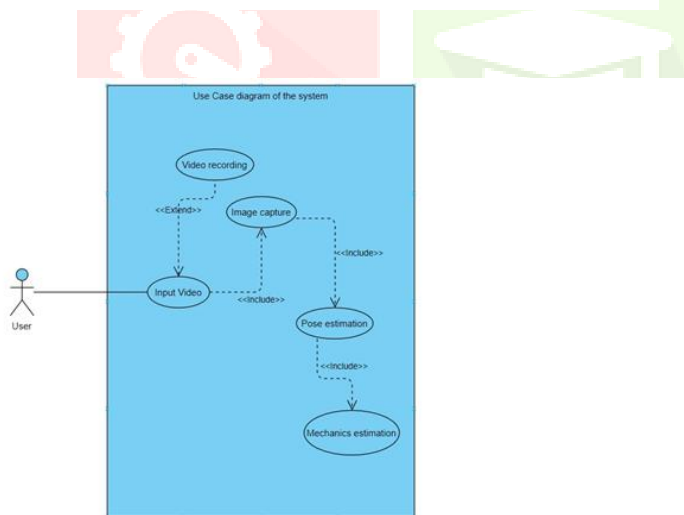 Use Case diagram of the system
Video recording
<<Extend>>
Image capture
<<Include>>
Input Video
<<Include>>
User
Pose estimation
<<Include>>
Mechanics estimation